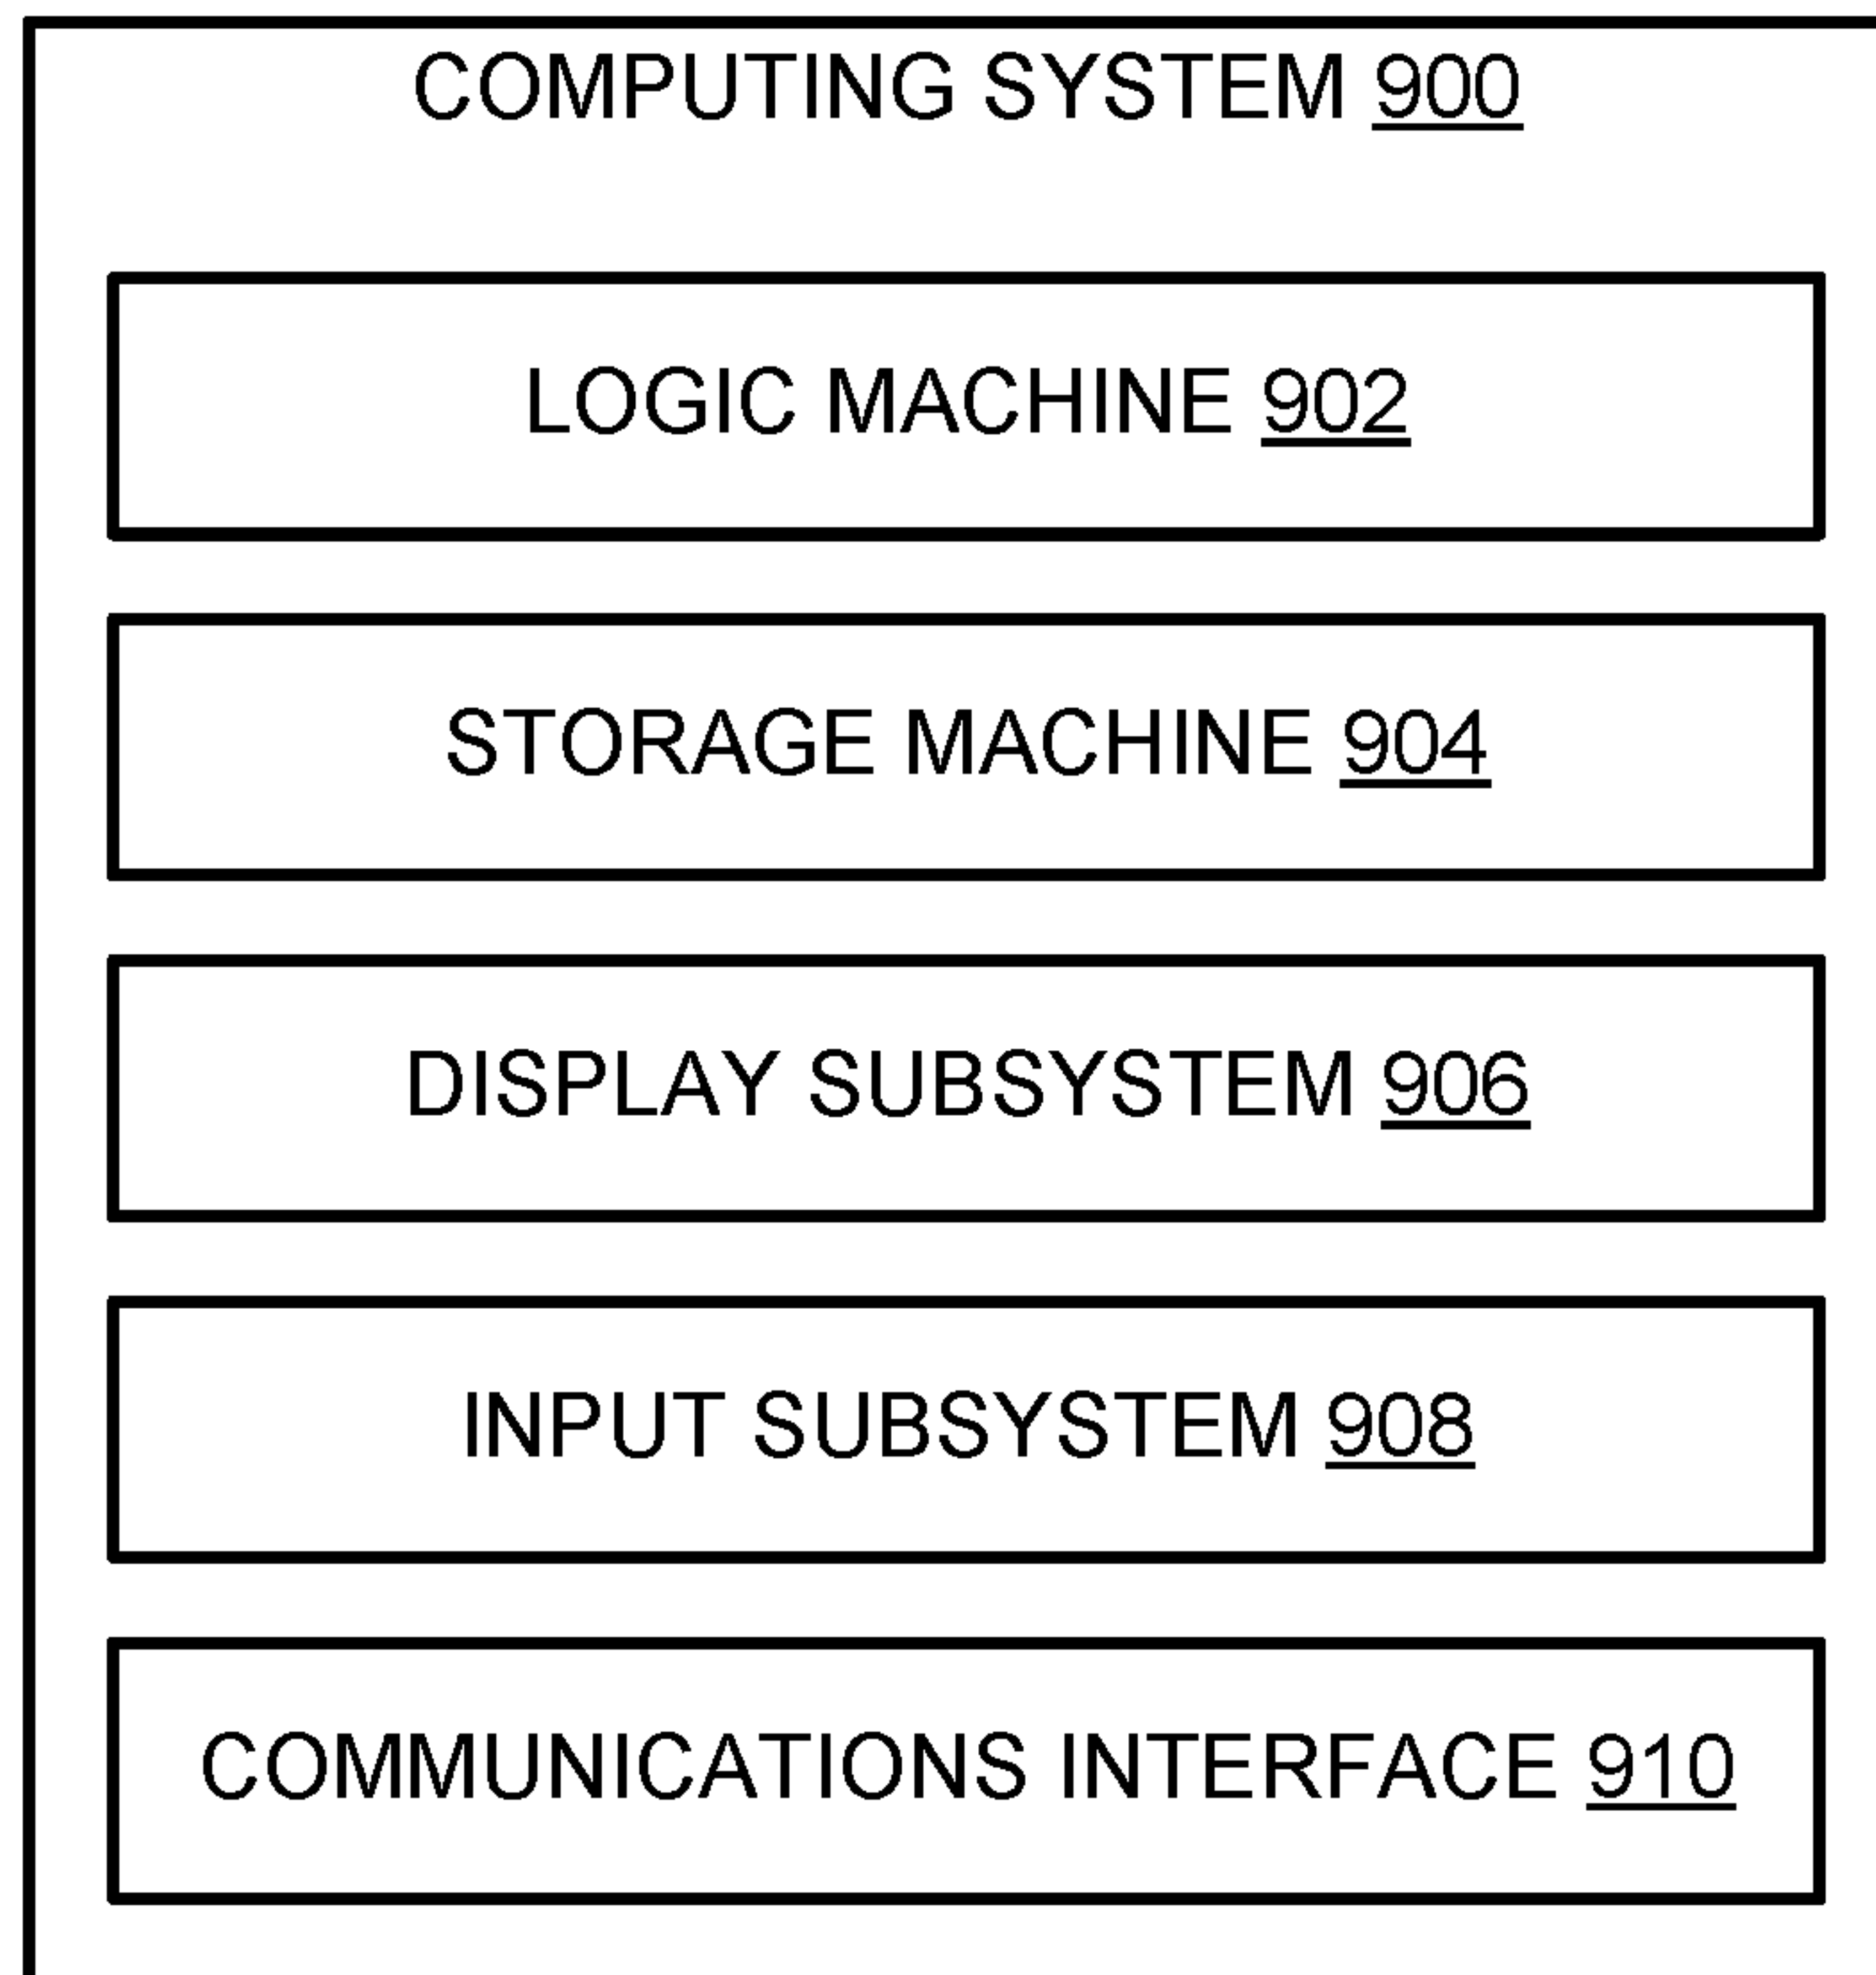 COMPUTING SYSTEM 900
LOGIC MACHINE 902
STORAGE MACHINE 904
DISPLAY SUBSYSTEM 906
INPUT SUBSYSTEM 908
COMMUNICATIONS INTERFACE 910